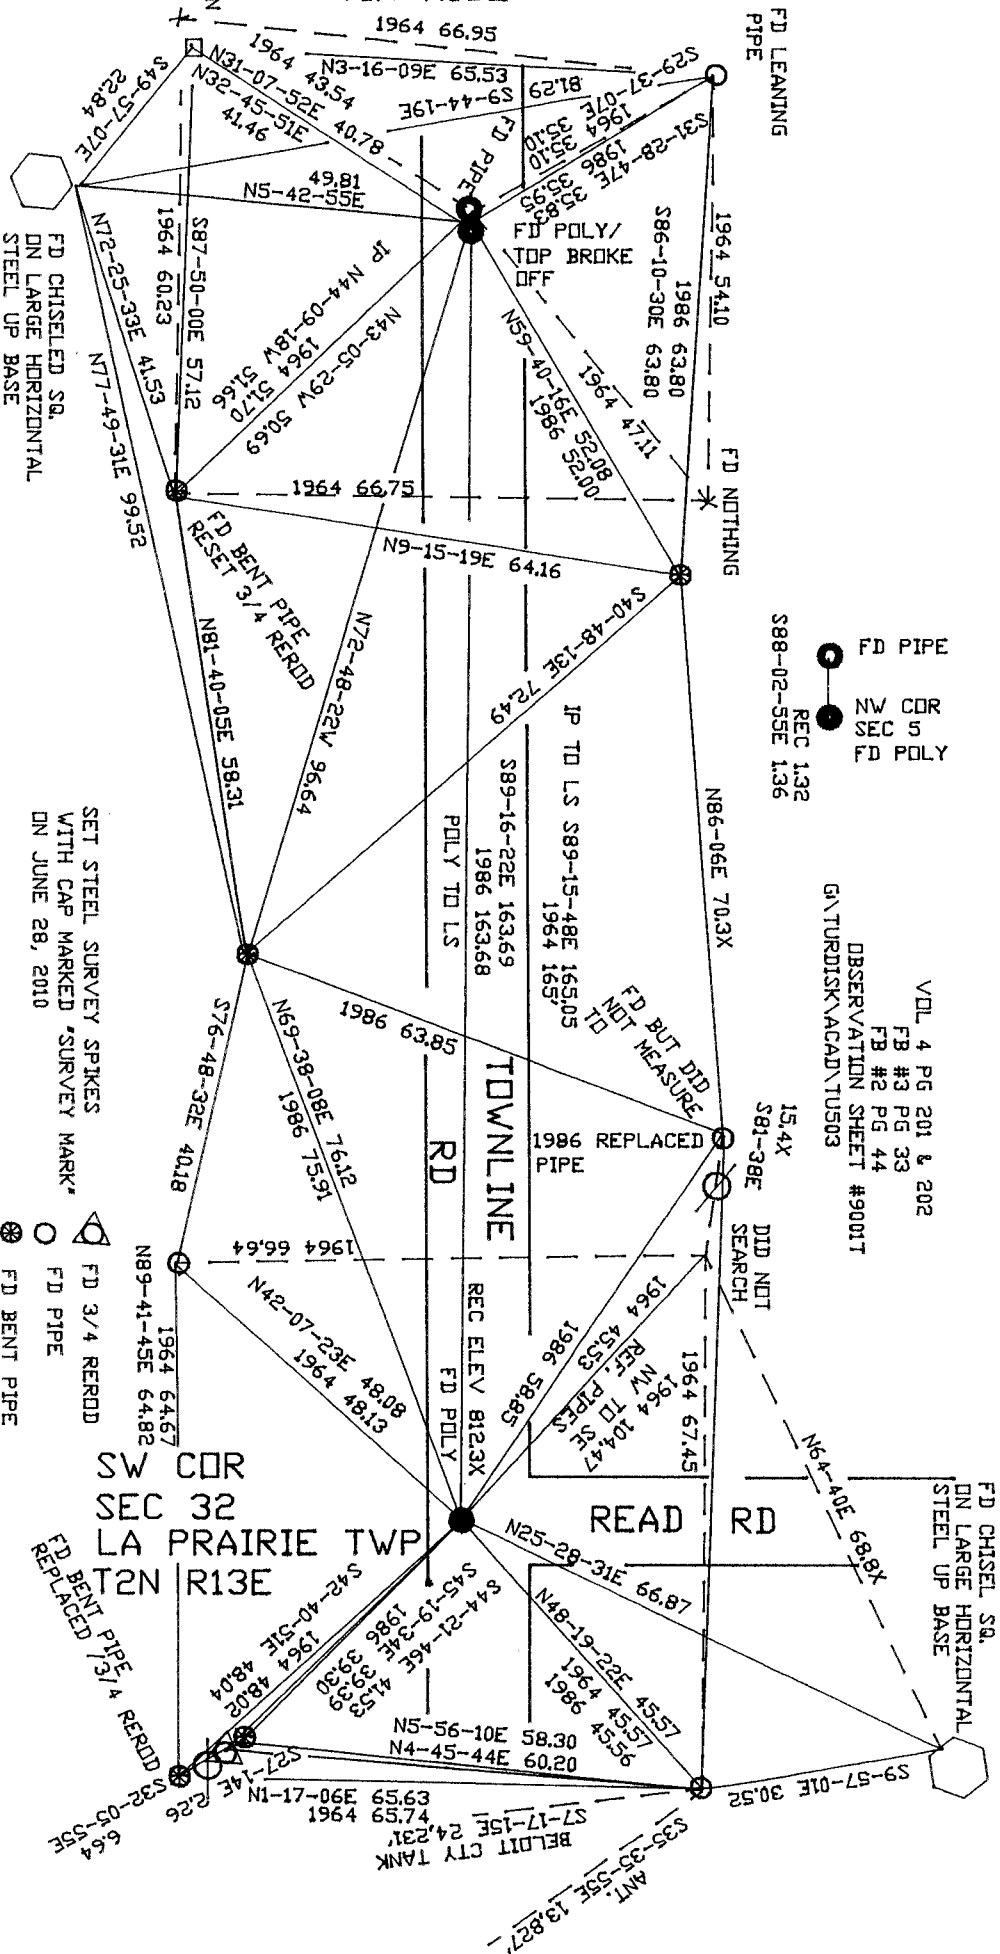 1964 66.95
N
FD LEANING
PIPE
N3-16-09E 65.53
1964 43.54
N31-07-52E 40.78
N32-45-51E
41.46
S49-57-07E
22.84
S9-44-19E
81.29
49.81
N5-42-55E
FD PIPE
S29-37-07E
1964 35.10
35.10
1986 35.95
35.83
S31-28-47E
FD POLY/
TOP BROKE
OFF
1964 54.10
1986 63.80
S86-10-30E 63.80
FD NOTHING
1964 47.11
N59-40-16E 52.08
1986 52.00
S87-50-00E 57.12
1964 60.23
FD CHISELED SQ.
ON LARGE HORIZONTAL
STEEL UP BASE
N72-25-33E 41.53
N77-49-31E 99.52
IP N44-09-18W
51.66
1964 51.70
N43-05-29W 50.69
1964 66.75
N9-15-19E 64.16
FD BENT PIPE
RESET 3/4 REROD
N81-40-05E 58.31
N72-48-22W 96.64
S40-48-13E 72.49
FD PIPE
NW COR
SEC 5
FD POLY
REC 1.32
S88-02-55E 1.36
IP TO LS S89-15-48E 165.05
1964 165'
S89-16-22E 163.69
1986 163.68
POLY TO LS
N86-06E 70.3X
VOL 4 PG 201 & 202
FB #3 PG 33
FB #2 PG 44
OBSERVATION SHEET #9001T
G:\TURDISK\ACAD\TU503
SET STEEL SURVEY SPIKES
WITH CAP MARKED "SURVEY MARK"
ON JUNE 28, 2010
1986 63.85
FD BUT DID
NOT MEASURE
TO
TOWNLINE
RD
1986 REPLACED
PIPE
15.4X
S81-38E
DID NOT
SEARCH
S76-48-32E 40.18
N69-38-08E 76.12
1986 75.91
1964 66.64
N42-07-23E 48.08
1964 48.13
REC ELEV 812.3X
FD POLY
1986 58.85
1964 45.53
1964 104.47
NW TO SE
REF. PIPES
1964 67.45
N64-40E 68.8X
FD 3/4 REROD
FD PIPE
FD BENT PIPE
1964 64.67
N89-41-45E 64.82
SW COR
SEC 32
LA PRAIRIE TWP
T2N R13E
READ RD
FD CHISEL SQ.
ON LARGE HORIZONTAL
STEEL UP BASE
N25-28-31E 66.87
N48-19-22E 45.57
1964 45.57
1986 45.56
S42-40-51E 48.04
1964 48.02
S44-21-46E 41.53
S45-19-34E 39.39
1986 39.30
FD BENT PIPE
REPLACED /3/4 REROD
N5-56-10E 58.30
N4-45-44E 60.20
N1-17-06E 65.63
1964 65.74
S27-14E
2.26
S32-05-55E
6.64
S7-17-15E 24,231'
BELOIT CTY TANK
S9-57-01E 30.52
ANT.
S35-35-55E 13,827'